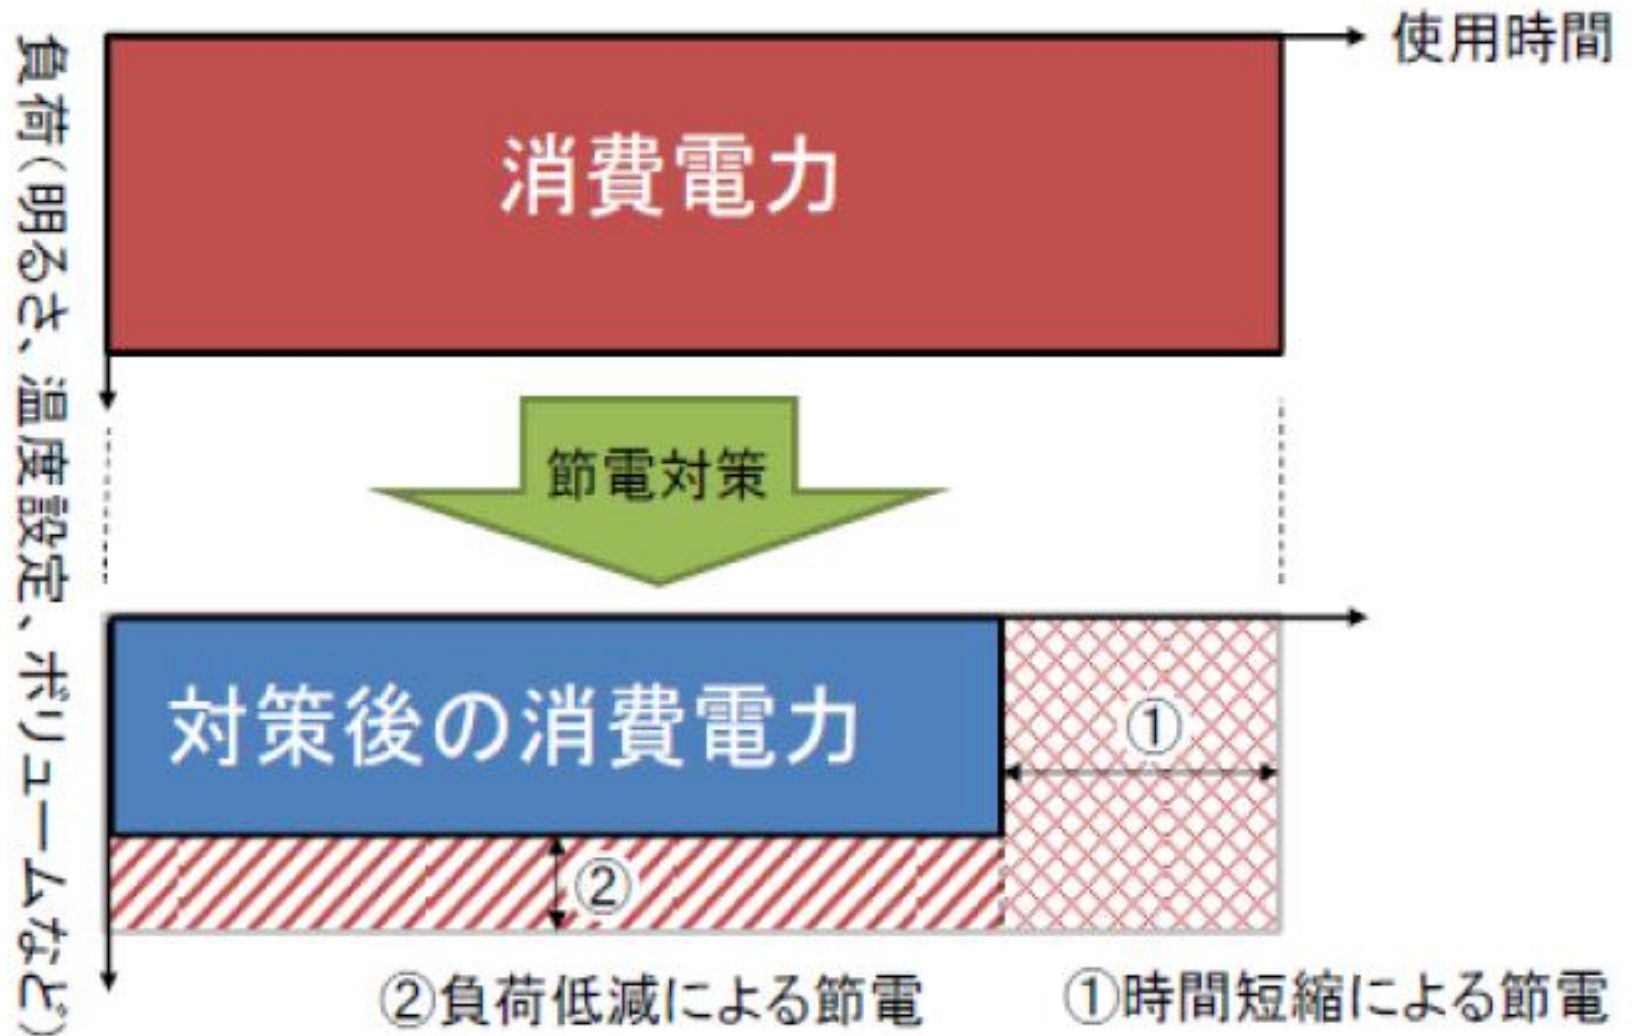 使用時間
負荷(明るさ、温度設定、ボリュームなど)
消費電力
節電対策
対策後の消費電力
①
②
②負荷低減による節電
①時間短縮による節電